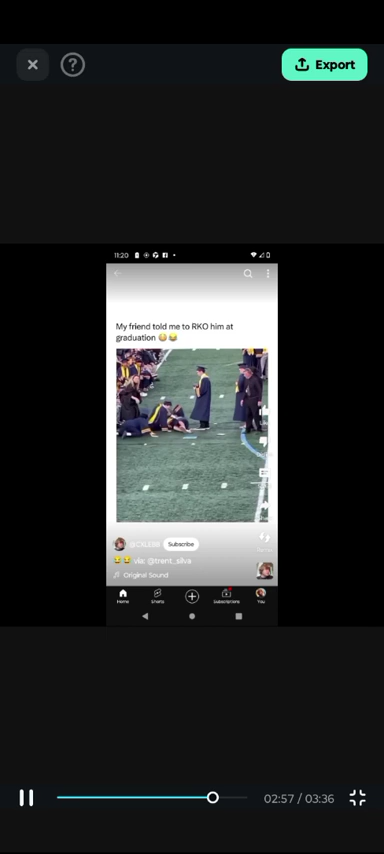 Export
11:20
My friend told me to RKO him at
graduation 😳😂
Subscribe
😂😂 via: @trent_silva
Original Sound
Home
Shorts
Subscriptions
You
02:57 / 03:36